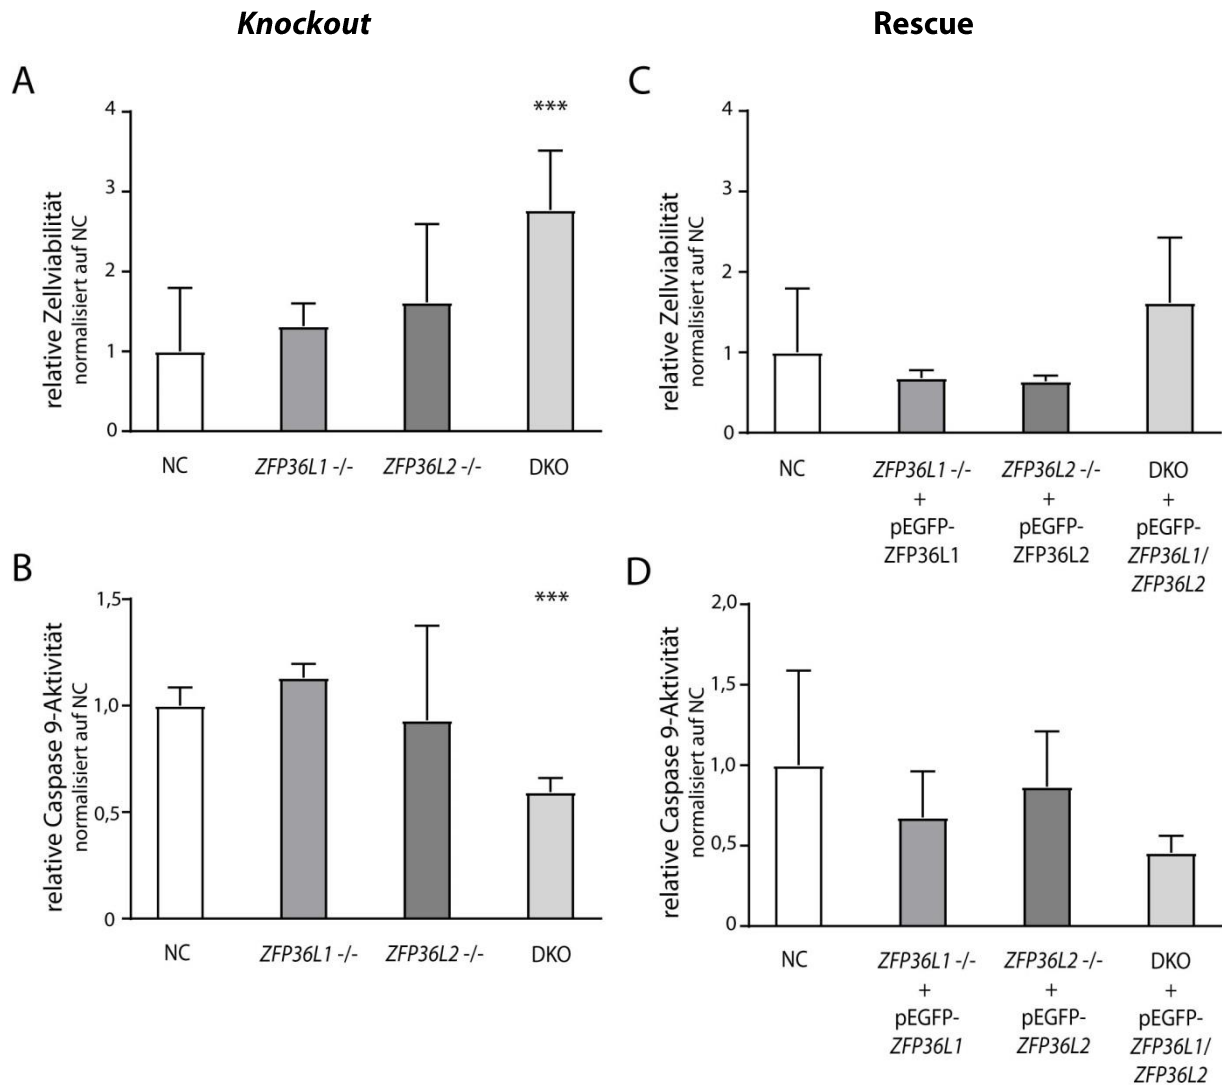 Knockout
Rescue
A
***
4
3
2
1
0
relative Zellviabilität
normalisiert auf NC
NC
ZFP36L1 -/-
ZFP36L2 -/-
DKO
C
4
3
2
1
0
relative Zellviabilität
normalisiert auf NC
NC
ZFP36L1 -/-
+
pEGFP-
ZFP36L1
ZFP36L2 -/-
+
pEGFP-
ZFP36L2
DKO
+
pEGFP-
ZFP36L1/
ZFP36L2
B
***
1,5
1,0
0,5
0
relative Caspase 9-Aktivität
normalisiert auf NC
NC
ZFP36L1 -/-
ZFP36L2 -/-
DKO
D
2,0
1,5
1,0
0,5
0
relative Caspase 9-Aktivität
normalisiert auf NC
NC
ZFP36L1 -/-
+
pEGFP-
ZFP36L1
ZFP36L2 -/-
+
pEGFP-
ZFP36L2
DKO
+
pEGFP-
ZFP36L1/
ZFP36L2